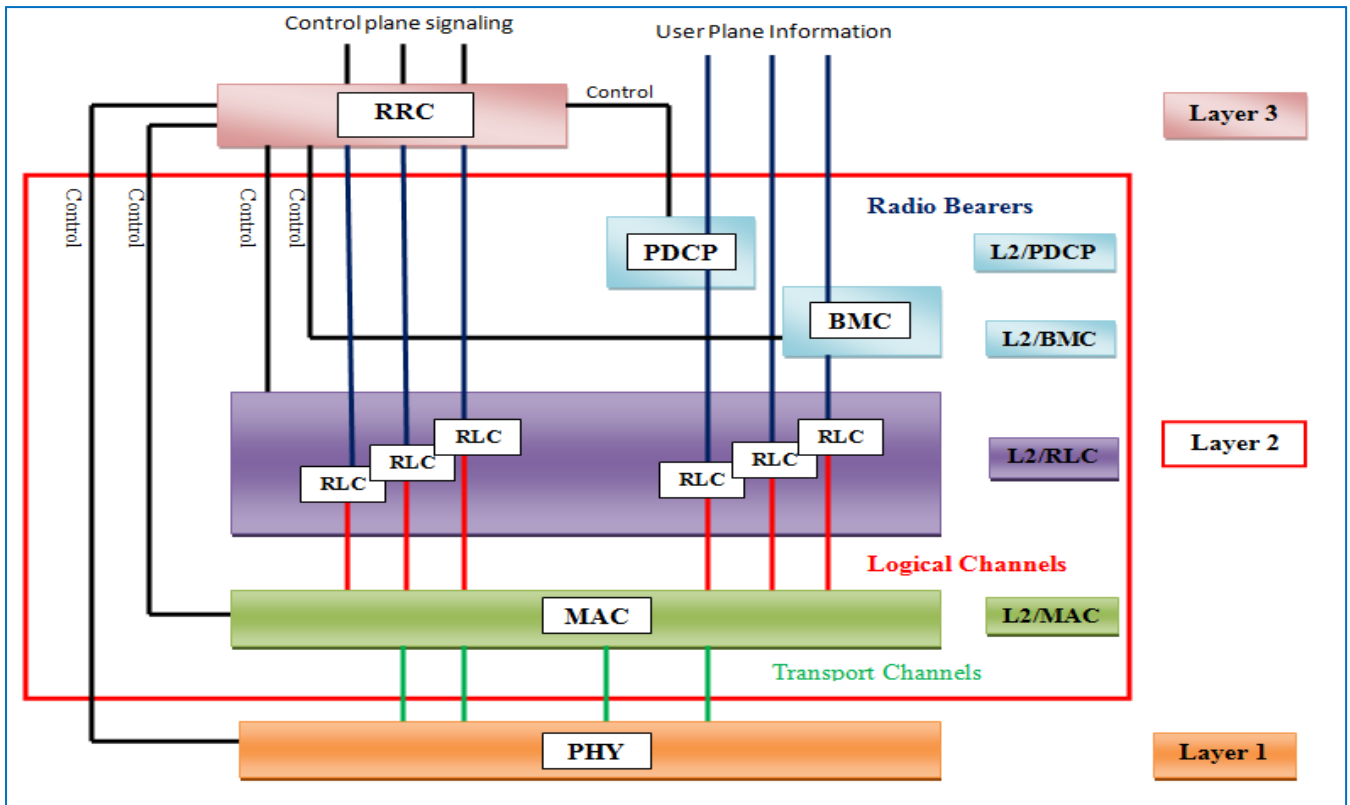 Control plane signaling
User Plane Information
RRC
Control
Layer 3
Control
Control
Control
Control
Radio Bearers
PDCP
L2/PDCP
BMC
L2/BMC
RLC
RLC
RLC
RLC
RLC
RLC
L2/RLC
Layer 2
Logical Channels
MAC
L2/MAC
Transport Channels
PHY
Layer 1